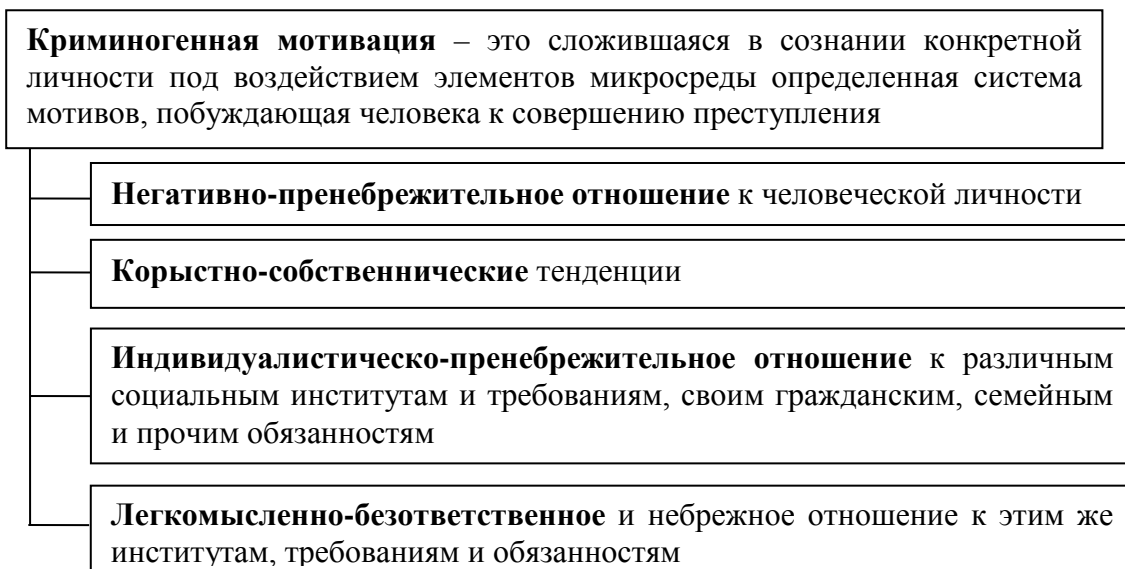 Криминогенная мотивация – это сложившаяся в сознании конкретной
личности под воздействием элементов микросреды определенная система
мотивов, побуждающая человека к совершению преступления
Негативно-пренебрежительное отношение к человеческой личности
Корыстно-собственнические тенденции
Индивидуалистическо-пренебрежительное отношение к различным
социальным институтам и требованиям, своим гражданским, семейным
и прочим обязанностям
Легкомысленно-безответственное и небрежное отношение к этим же
институтам, требованиям и обязанностям